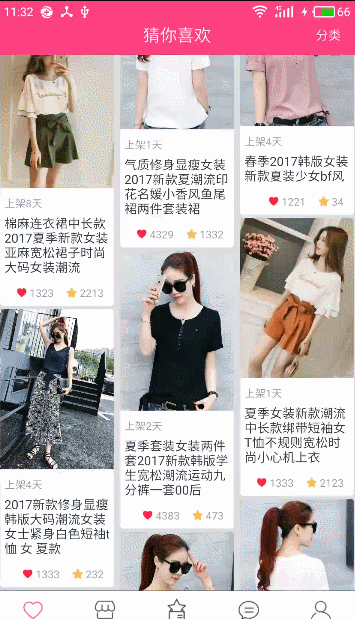 11:32
66
猜你喜欢
分类
上架8天
棉麻连衣裙中长款
2017夏季新款女装
亚麻宽松裙子时尚
大码女装潮流
1323
2213
上架4天
2017新款修身显瘦
韩版大码潮流女装
女士紧身白色短袖t
恤 女 夏款
1333
232
上架1天
气质修身显瘦女装
2017新款夏潮流印
花名媛小香风鱼尾
裙两件套装裙
4329
1332
上架2天
夏季套装女装两件
套2017新款韩版学
生宽松潮流运动九
分裤一套00后
4383
473
上架4天
春季2017韩版女装
新款夏装少女bf风
1221
34
上架1天
夏季女装新款潮流
中长款绑带短袖女
T恤不规则宽松时
尚小心机上衣
1333
2123